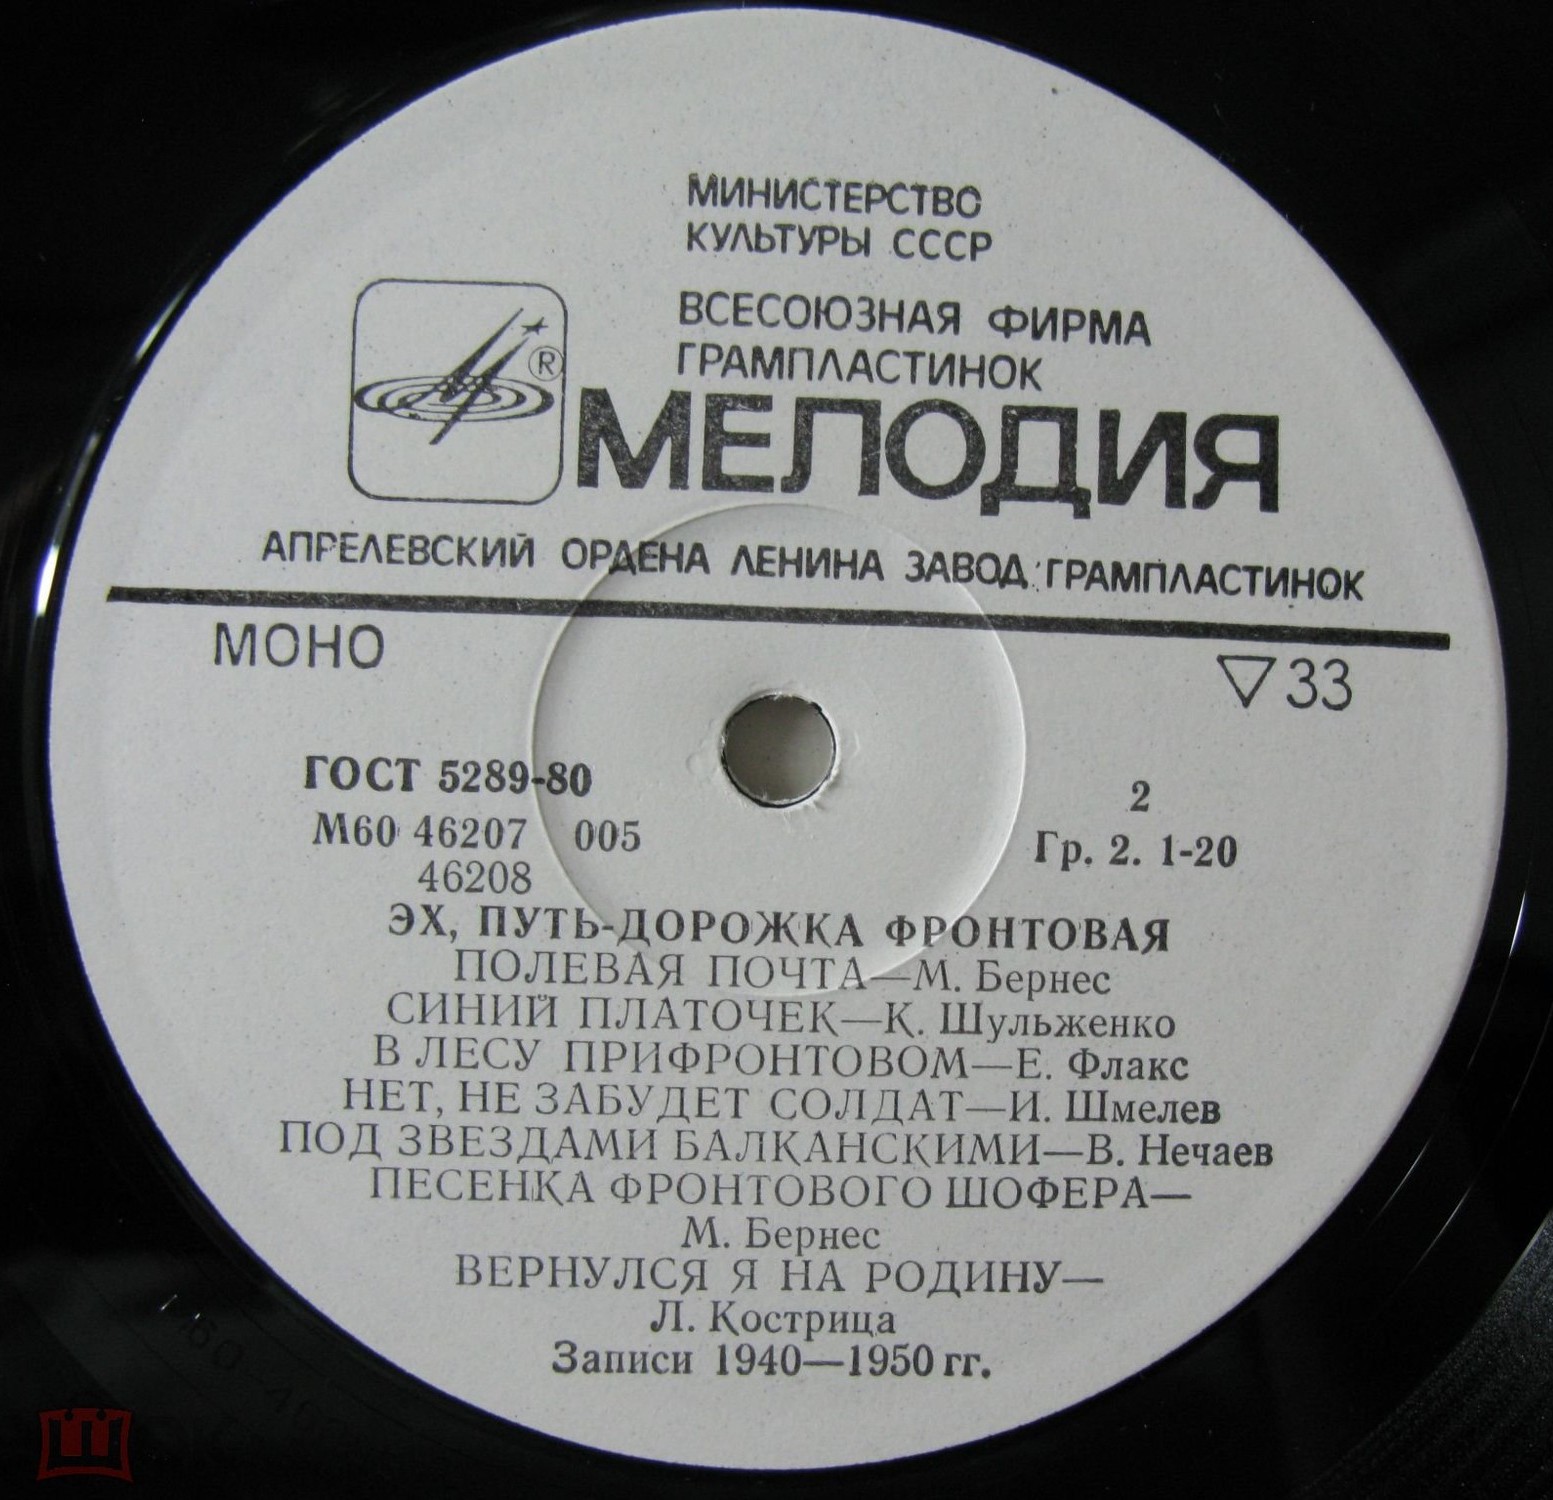 МИНИСТЕРСТВО
КУЛЬТУРЫ СССР
ВСЕСОЮЗНАЯ ФИРМА
ГРАМПЛАСТИНОК
МЕЛОДИЯ
®
АПРЕЛЕВСКИЙ ОРДЕНА ЛЕНИНА ЗАВОД ГРАМПЛАСТИНОК
МОНО
▽33
ГОСТ 5289-80
М60 46207 005
46208
2
Гр. 2. 1-20
ЭХ, ПУТЬ-ДОРОЖКА ФРОНТОВАЯ
ПОЛЕВАЯ ПОЧТА—М. Бернес
СИНИЙ ПЛАТОЧЕК—К. Шульженко
В ЛЕСУ ПРИФРОНТОВОМ—Е. Флакс
НЕТ, НЕ ЗАБУДЕТ СОЛДАТ—И. Шмелев
ПОД ЗВЕЗДАМИ БАЛКАНСКИМИ—В. Нечаев
ПЕСЕНКА ФРОНТОВОГО ШОФЕРА—
М. Бернес
ВЕРНУЛСЯ Я НА РОДИНУ—
Л. Кострица
Записи 1940—1950 гг.